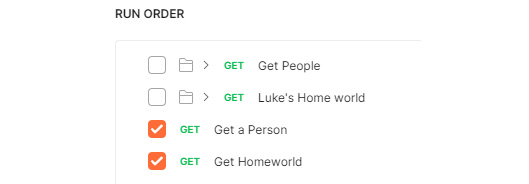 RUN ORDER
GET Get People
GET Luke's Home world
GET Get a Person
GET Get Homeworld